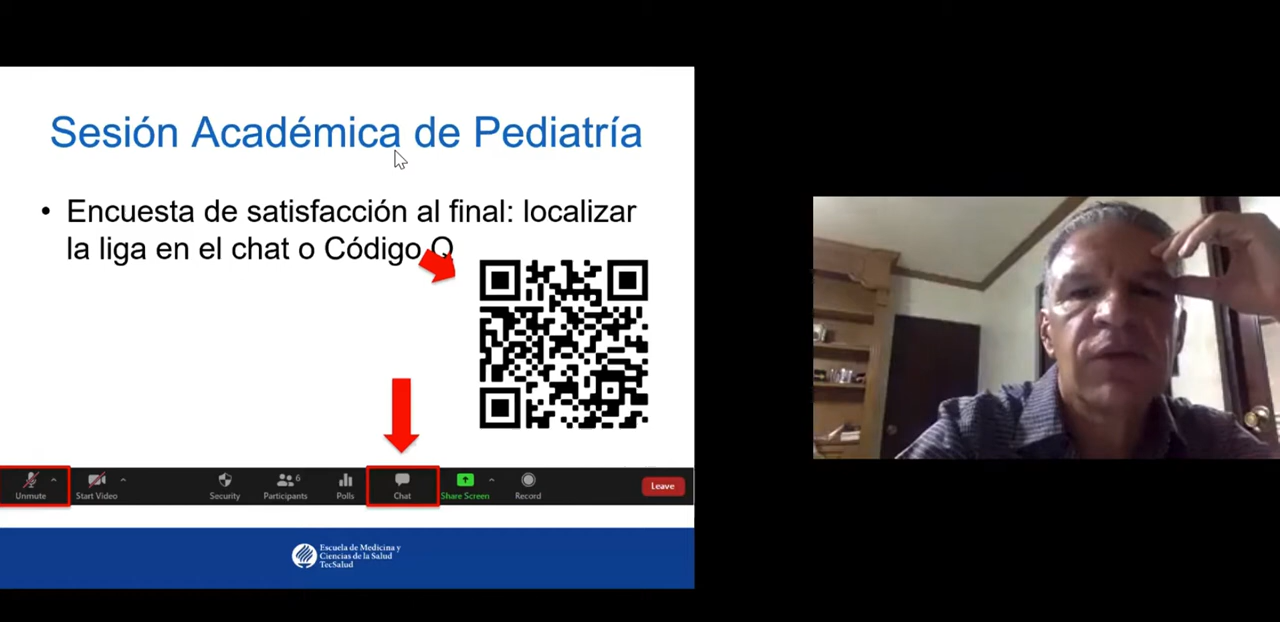 Sesión Académica de Pediatría
• Encuesta de satisfacción al final: localizar
la liga en el chat o Código Q
6
Unmute
Start Video
Security
Participants
Polls
Chat
Share Screen
Record
Leave
Escuela de Medicina y
Ciencias de la Salud
TecSalud